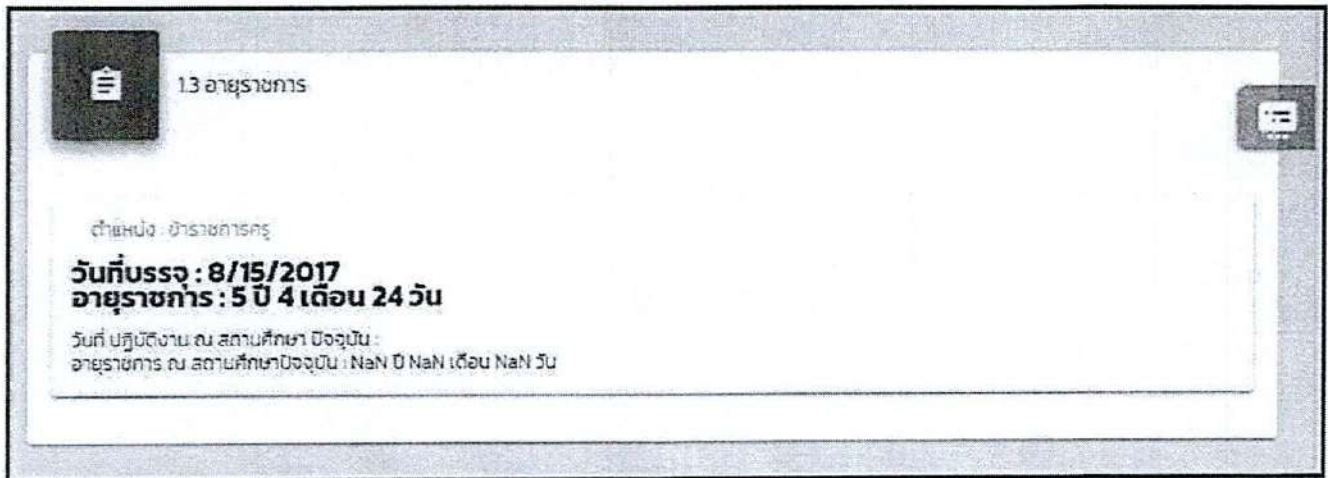 1.3 อายุราชการ
ตำแหน่ง : ข้าราชการครู
วันที่บรรจุ : 8/15/2017
อายุราชการ : 5 ปี 4 เดือน 24 วัน
วันที่ ปฏิบัติงาน ณ สถานศึกษา ปัจจุบัน :
อายุราชการ ณ สถานศึกษาปัจจุบัน : NaN ปี NaN เดือน NaN วัน